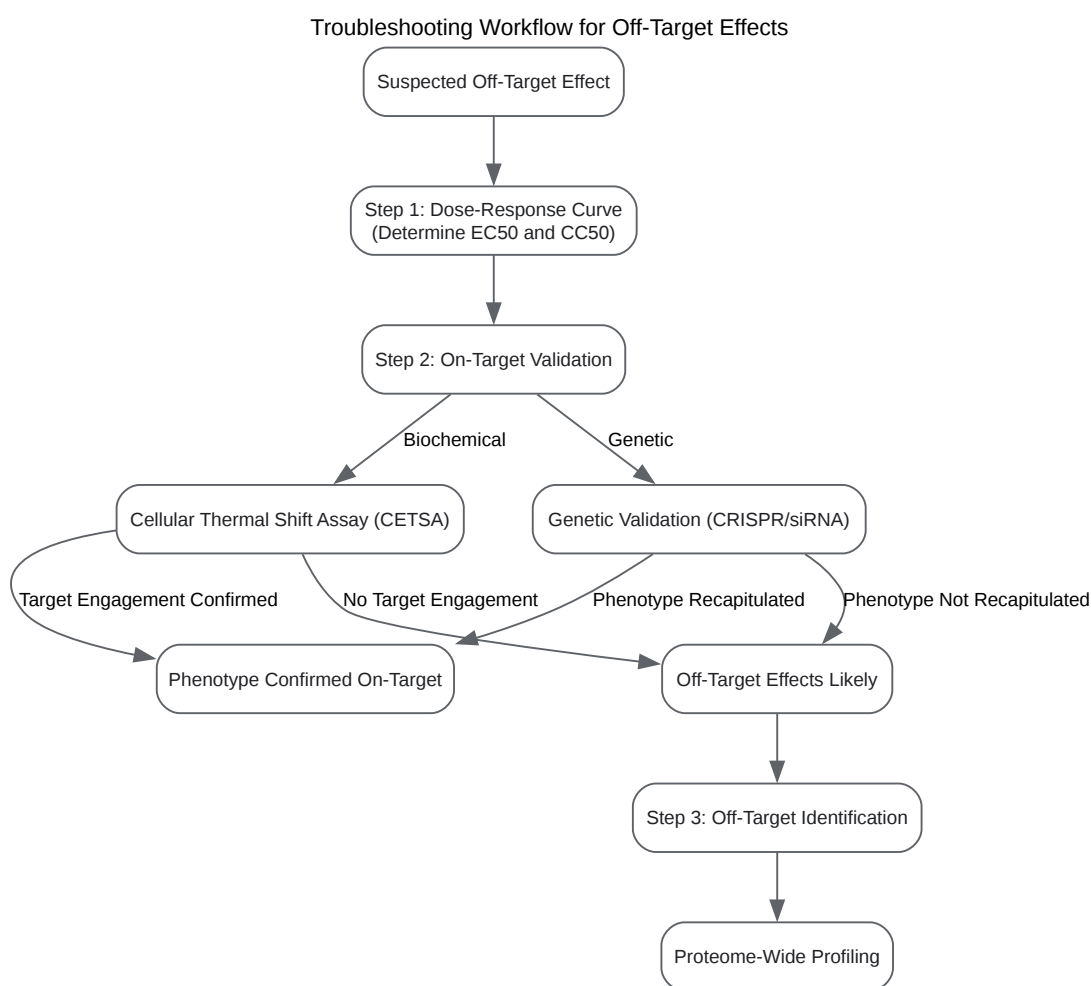 Troubleshooting Workflow for Off-Target Effects
Suspected Off-Target Effect
Step 1: Dose-Response Curve
(Determine EC50 and CC50)
Step 2: On-Target Validation
Biochemical
Genetic
Cellular Thermal Shift Assay (CETSA)
Genetic Validation (CRISPR/siRNA)
Target Engagement Confirmed
No Target Engagement
Phenotype Recapitulated
Phenotype Not Recapitulated
Phenotype Confirmed On-Target
Off-Target Effects Likely
Step 3: Off-Target Identification
Proteome-Wide Profiling